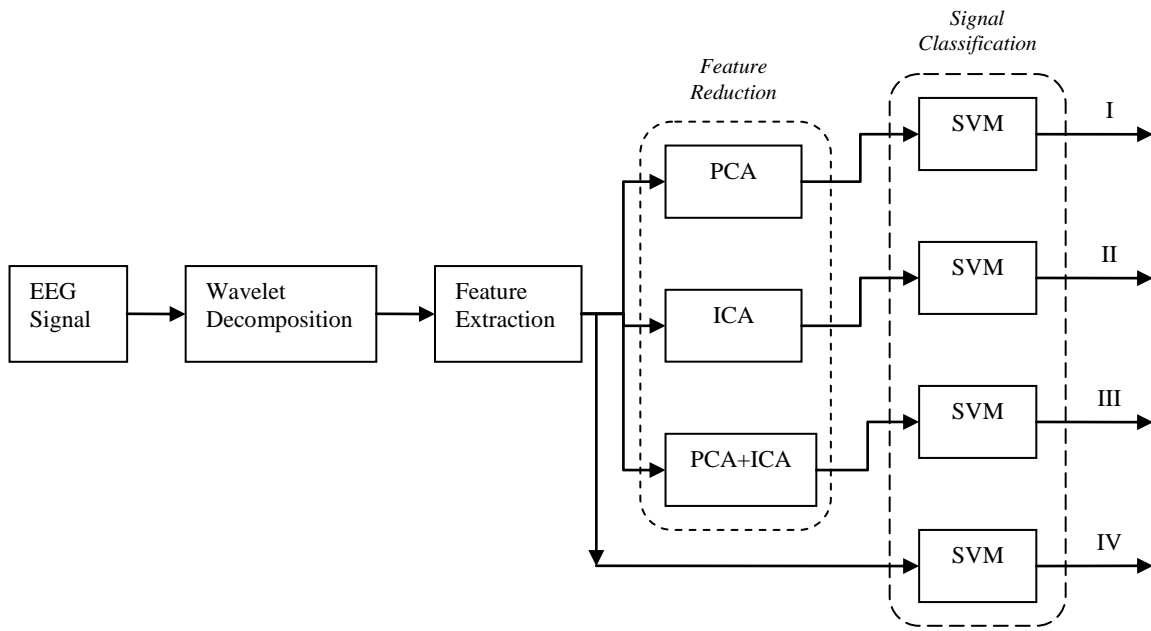 Signal
Classification
Feature
Reduction
SVM
I
PCA
EEG
Signal
Wavelet
Decomposition
Feature
Extraction
SVM
II
ICA
SVM
III
PCA+ICA
SVM
IV